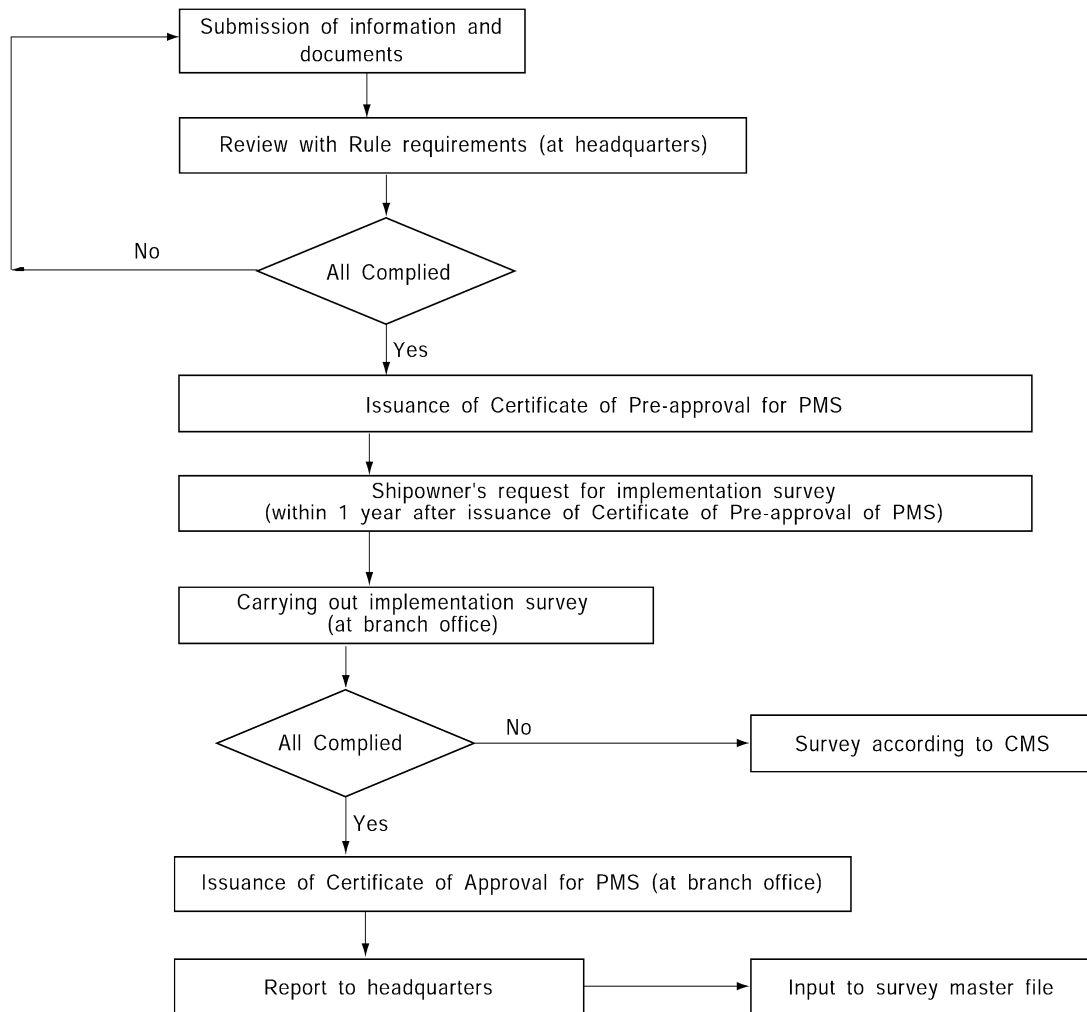 Submission of information and
documents
Review with Rule requirements (at headquarters)
No
All Complied
Yes
Issuance of Certificate of Pre-approval for PMS
Shipowner's request for implementation survey
(within 1 year after issuance of Certificate of Pre-approval of PMS)
Carrying out implementation survey
(at branch office)
All Complied
No
Survey according to CMS
Yes
Issuance of Certificate of Approval for PMS (at branch office)
Report to headquarters
Input to survey master file